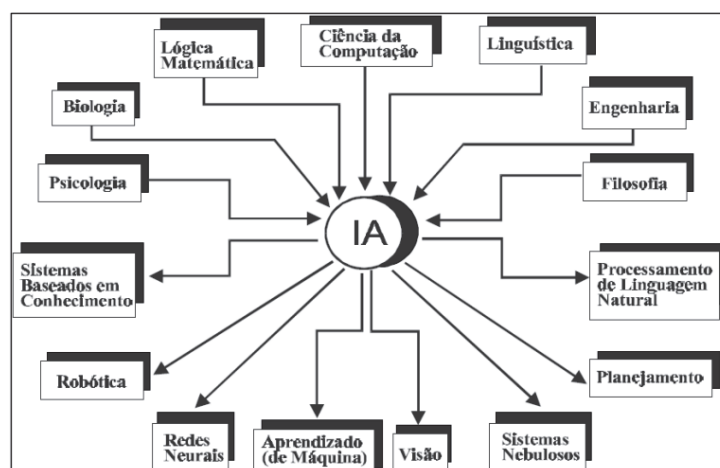 Ciência da
Computação
Lógica
Matemática
Linguística
Biologia
Engenharia
Psicologia
Filosofia
IA
Sistemas
Baseados em
Conhecimento
Processamento
de Linguagem
Natural
Robótica
Planejamento
Redes
Neurais
Aprendizado
(de Máquina)
Visão
Sistemas
Nebulosos